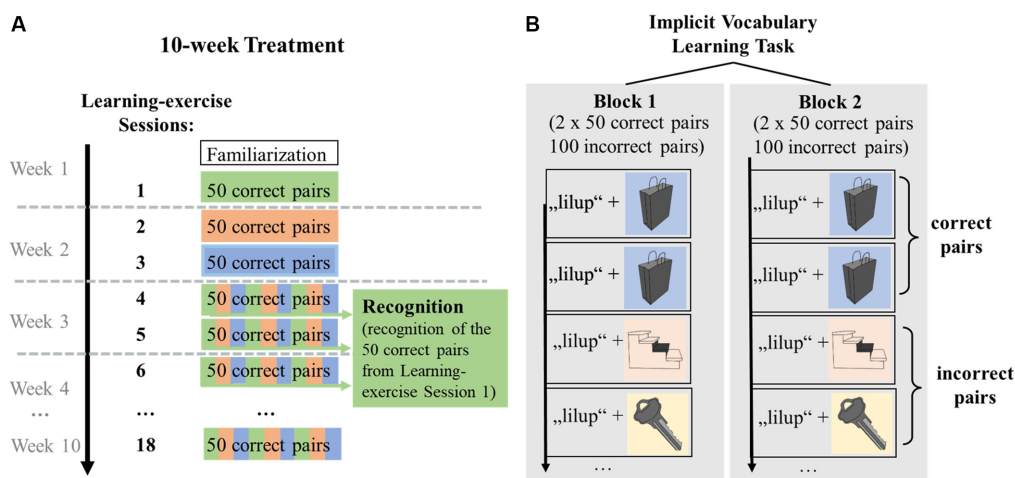 A
10-week Treatment
Learning-exercise
Sessions:
Familiarization
Week 1
1
50 correct pairs
2
50 correct pairs
Week 2
3
50 correct pairs
4
50 correct pairs
Week 3
5
50 correct pairs
6
50 correct pairs
Week 4
...
...
...
Week 10
18
50 correct pairs
Recognition
(recognition of the
50 correct pairs
from Learning-
exercise Session 1)
B
Implicit Vocabulary
Learning Task
Block 1
(2 x 50 correct pairs
100 incorrect pairs)
„lilup“ +
„lilup“ +
„lilup“ +
„lilup“ +
...
Block 2
(2 x 50 correct pairs
100 incorrect pairs)
„lilup“ +
„lilup“ +
„lilup“ +
„lilup“ +
...
correct
pairs
incorrect
pairs